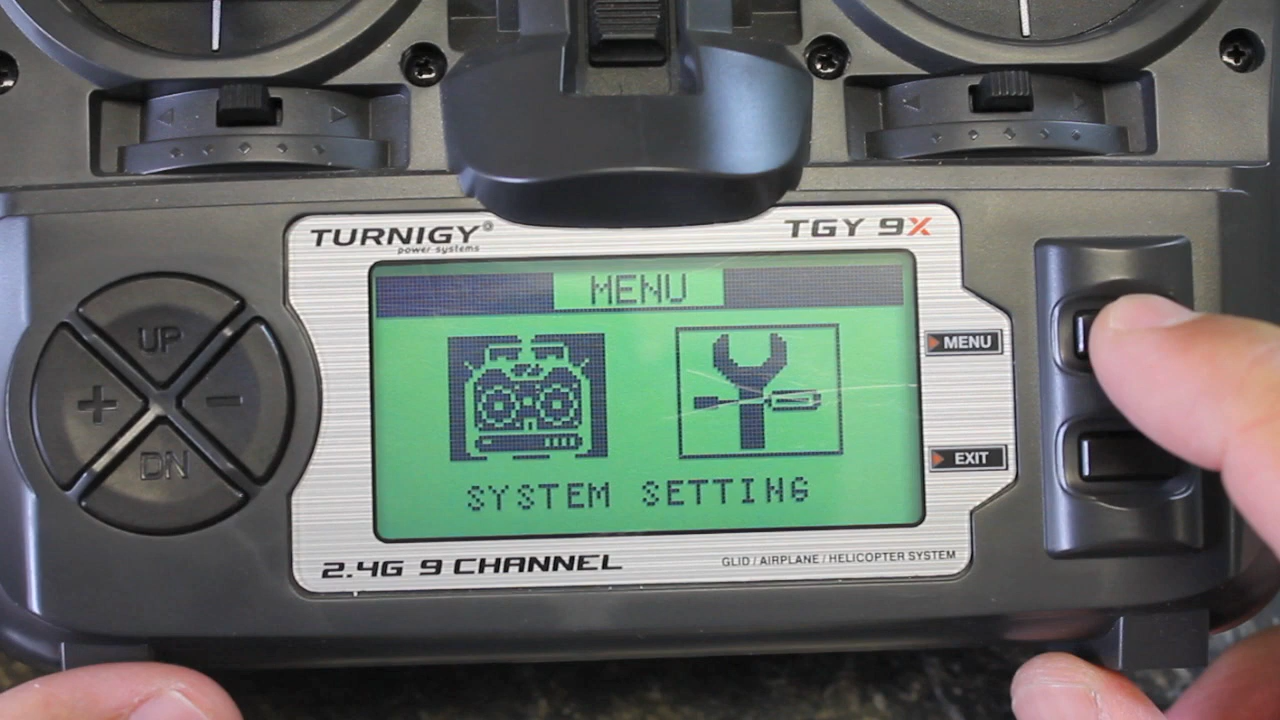 TURNIGY®
power systems
TGY 9X
MENU
UP
+
-
DN
MENU
EXIT
SYSTEM SETTING
2.4G 9 CHANNEL
GLID / AIRPLANE / HELICOPTER SYSTEM